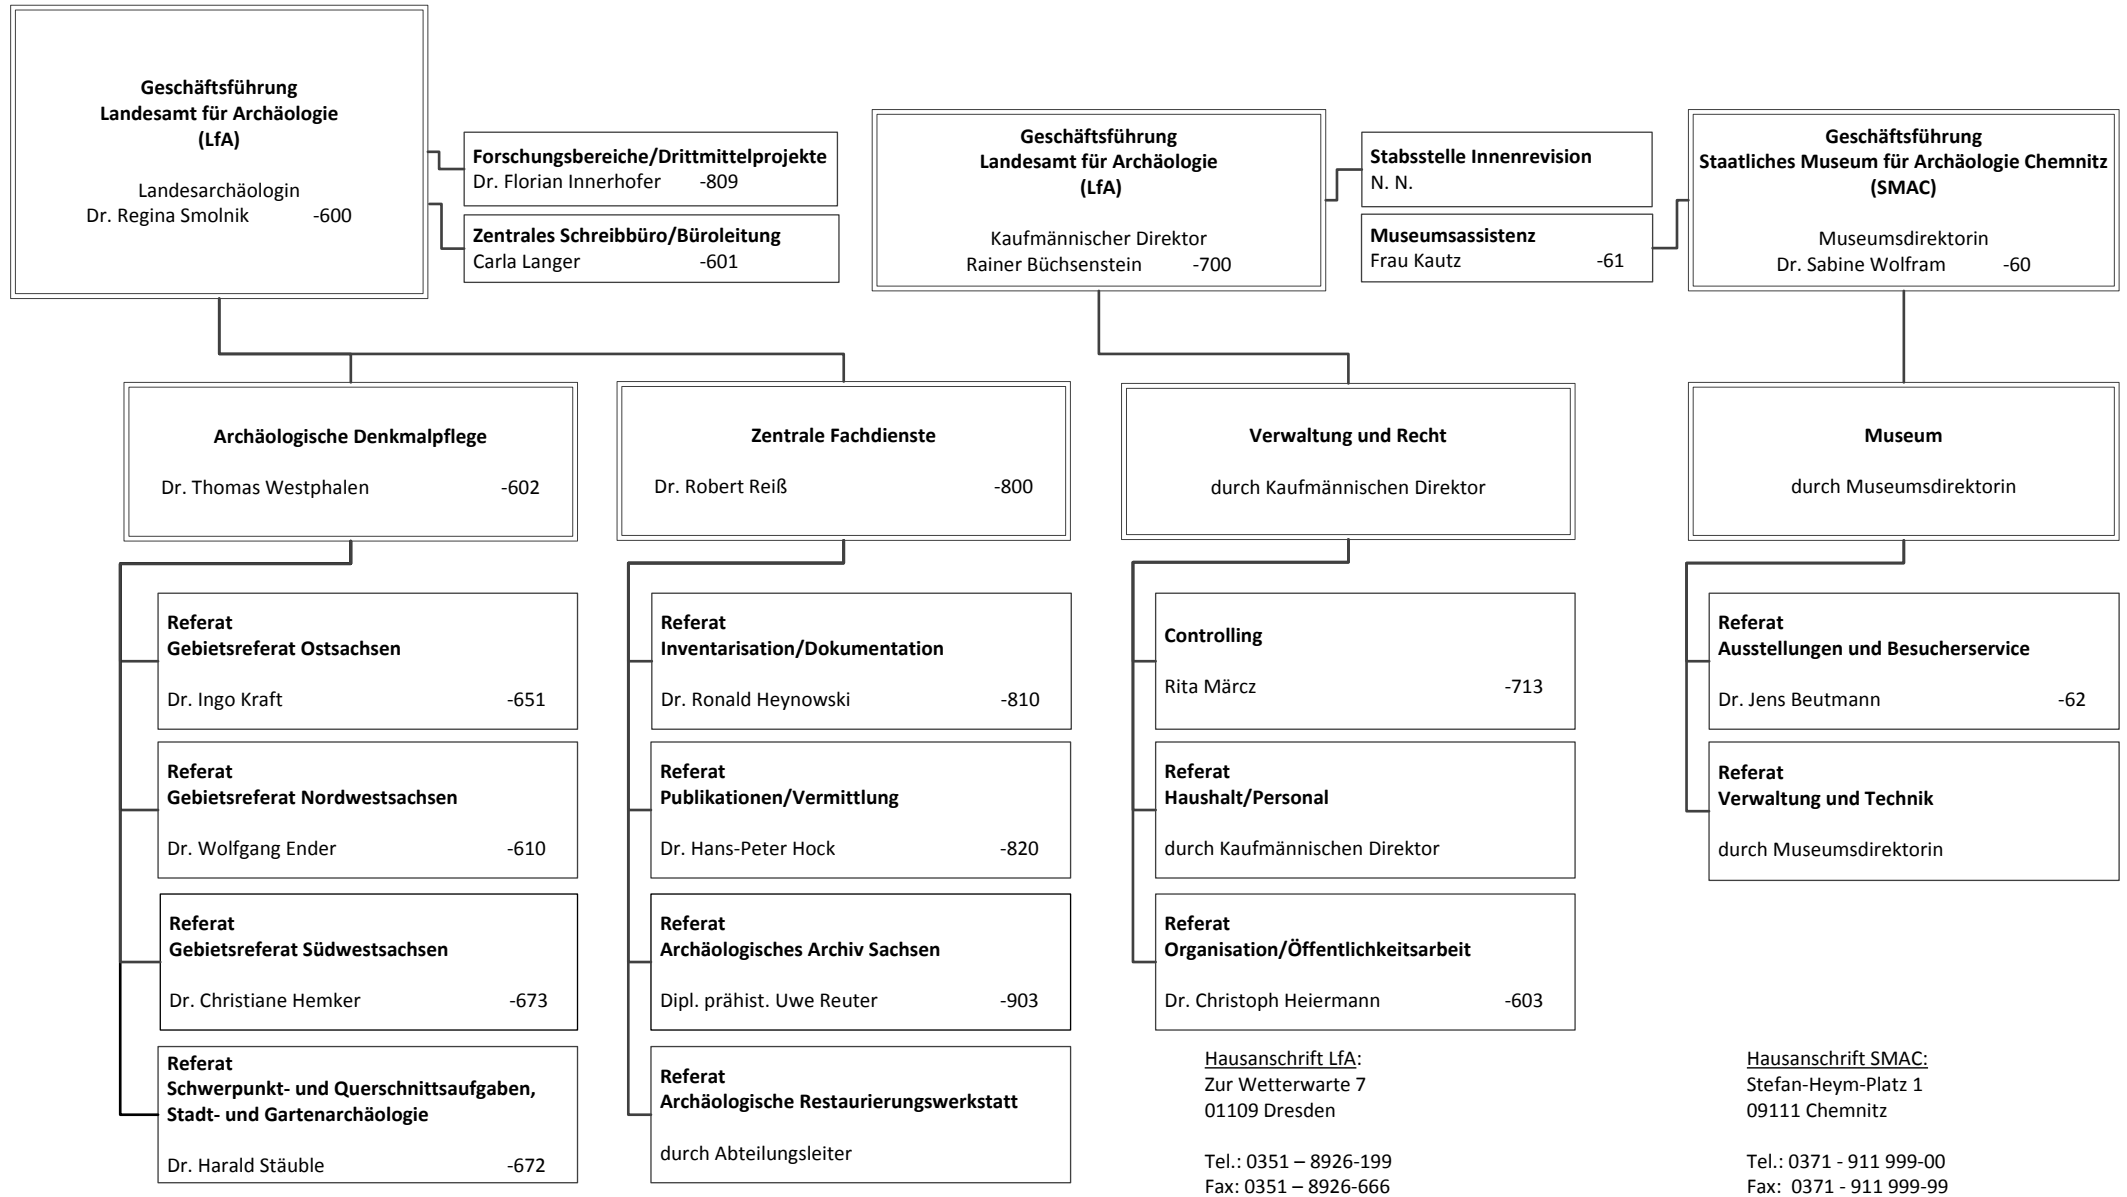 Geschäftsführung
Landesamt für Archäologie
(LfA)
Landesarchäologin
Dr. Regina Smolnik -600
Forschungsbereiche/Drittmittelprojekte
Dr. Florian Innerhofer -809
Zentrales Schreibbüro/Büroleitung
Carla Langer -601
Geschäftsführung
Landesamt für Archäologie
(LfA)
Kaufmännischer Direktor
Rainer Büchsenstein -700
Stabsstelle Innenrevision
N. N.
Museumsassistenz
Frau Kautz -61
Geschäftsführung
Staatliches Museum für Archäologie Chemnitz
(SMAC)
Museumsdirektorin
Dr. Sabine Wolfram -60
Archäologische Denkmalpflege
Dr. Thomas Westphalen -602
Zentrale Fachdienste
Dr. Robert Reiß -800
Verwaltung und Recht
durch Kaufmännischen Direktor
Museum
durch Museumsdirektorin
Referat
Gebietsreferat Ostsachsen
Dr. Ingo Kraft -651
Referat
Gebietsreferat Nordwestsachsen
Dr. Wolfgang Ender -610
Referat
Gebietsreferat Südwestsachsen
Dr. Christiane Hemker -673
Referat
Schwerpunkt- und Querschnittsaufgaben,
Stadt- und Gartenarchäologie
Dr. Harald Stäuble -672
Referat
Inventarisation/Dokumentation
Dr. Ronald Heynowski -810
Referat
Publikationen/Vermittlung
Dr. Hans-Peter Hock -820
Referat
Archäologisches Archiv Sachsen
Dipl. prähist. Uwe Reuter -903
Referat
Archäologische Restaurierungswerkstatt
durch Abteilungsleiter
Controlling
Rita Märcz -713
Referat
Haushalt/Personal
durch Kaufmännischen Direktor
Referat
Organisation/Öffentlichkeitsarbeit
Dr. Christoph Heiermann -603
Referat
Ausstellungen und Besucherservice
Dr. Jens Beutmann -62
Referat
Verwaltung und Technik
durch Museumsdirektorin
Hausanschrift LfA:
Zur Wetterwarte 7
01109 Dresden
Tel.: 0351 – 8926-199
Fax: 0351 – 8926-666
Hausanschrift SMAC:
Stefan-Heym-Platz 1
09111 Chemnitz
Tel.: 0371 - 911 999-00
Fax: 0371 - 911 999-99